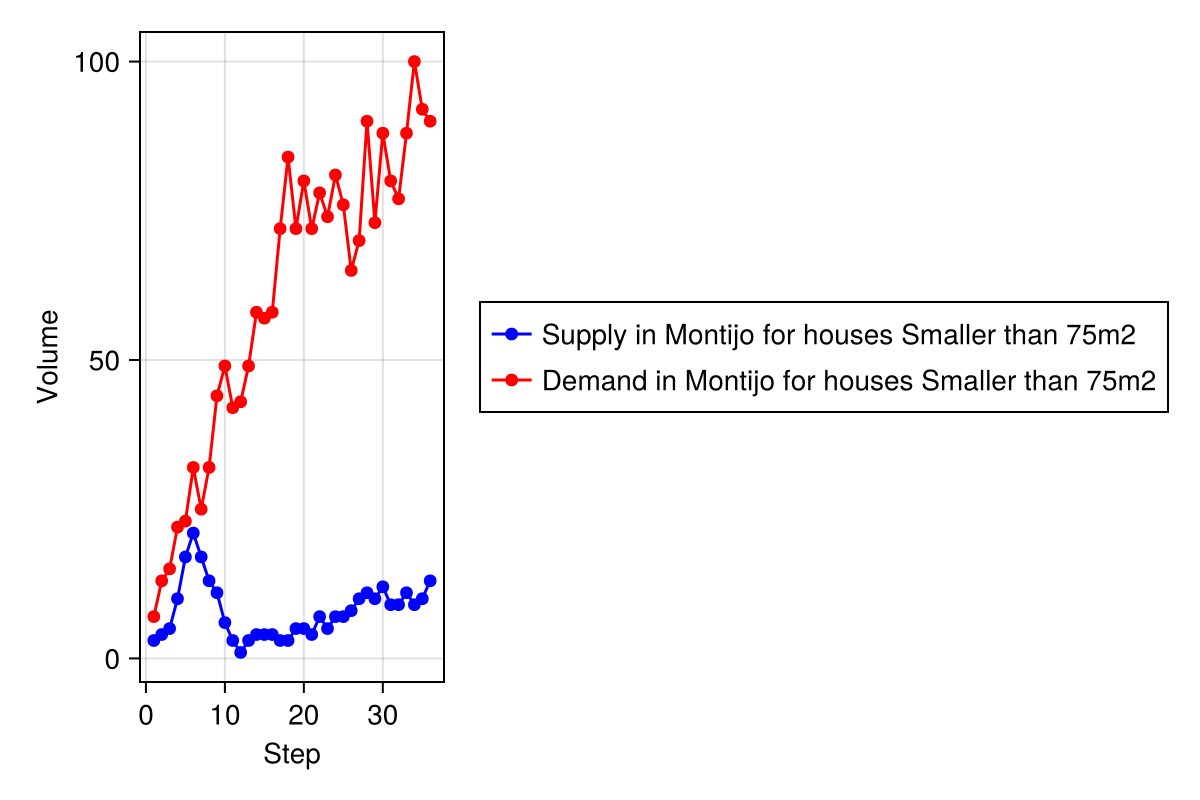 100
50
0
Volume
0 10 20 30
Step
Supply in Montijo for houses Smaller than 75m2
Demand in Montijo for houses Smaller than 75m2